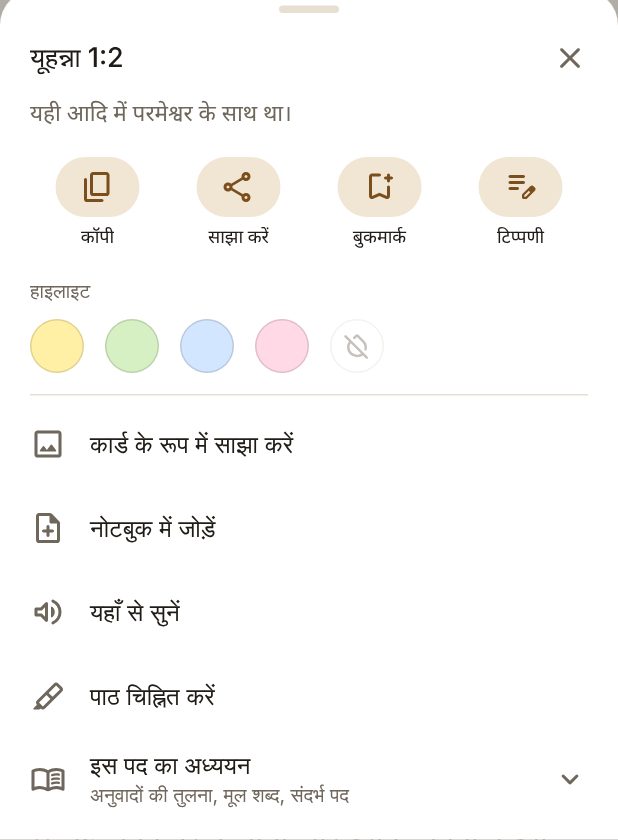 यूहन्ना 1:2
यही आदि में परमेश्वर के साथ था।
कॉपी
साझा करें
बुकमार्क
टिप्पणी
हाइलाइट
कार्ड के रूप में साझा करें
नोटबुक में जोड़ें
यहाँ से सुनें
पाठ चिह्नित करें
इस पद का अध्ययन
अनुवादों की तुलना, मूल शब्द, संदर्भ पद